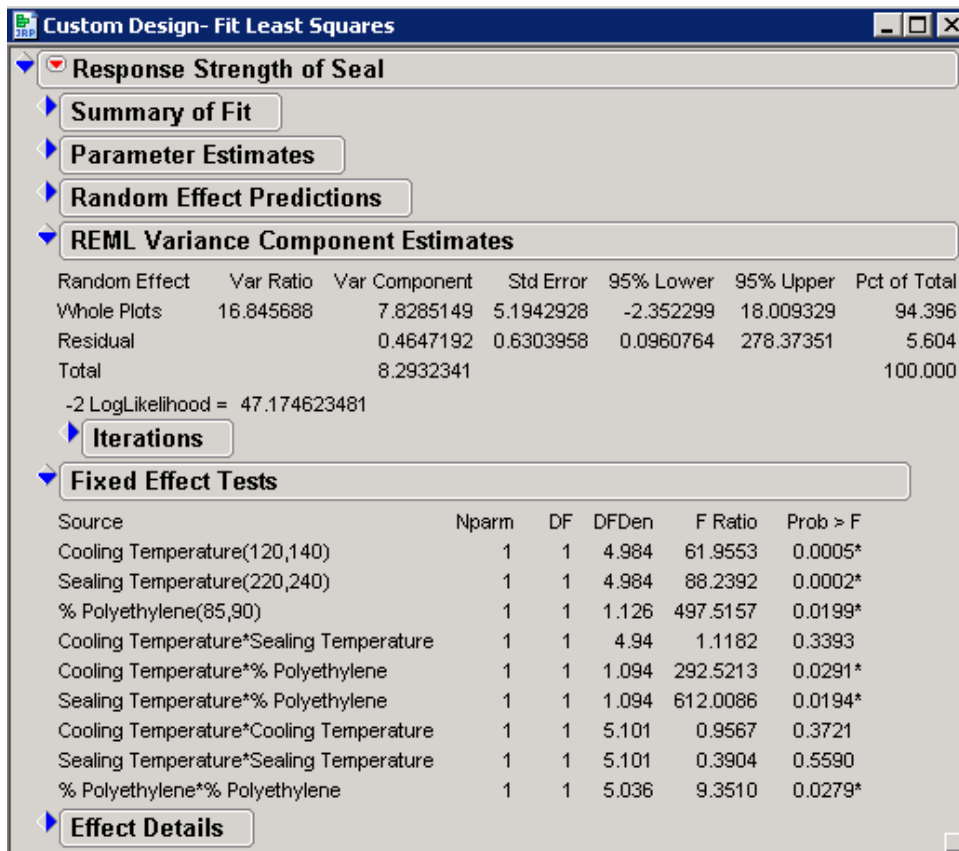 JRP Custom Design- Fit Least Squares
Response Strength of Seal
Summary of Fit
Parameter Estimates
Random Effect Predictions
REML Variance Component Estimates
Random Effect Var Ratio Var Component Std Error 95% Lower 95% Upper Pct of Total
Whole Plots 16.845688 7.8285149 5.1942928 -2.352299 18.009329 94.396
Residual 0.4647192 0.6303958 0.0960764 278.37351 5.604
Total 8.2932341 100.000
-2 LogLikelihood = 47.174623481
Iterations
Fixed Effect Tests
Source Nparm DF DFDen F Ratio Prob > F
Cooling Temperature(120,140) 1 1 4.984 61.9553 0.0005*
Sealing Temperature(220,240) 1 1 4.984 88.2392 0.0002*
% Polyethylene(85,90) 1 1 1.126 497.5157 0.0199*
Cooling Temperature*Sealing Temperature 1 1 4.94 1.1182 0.3393
Cooling Temperature*% Polyethylene 1 1 1.094 292.5213 0.0291*
Sealing Temperature*% Polyethylene 1 1 1.094 612.0086 0.0194*
Cooling Temperature*Cooling Temperature 1 1 5.101 0.9567 0.3721
Sealing Temperature*Sealing Temperature 1 1 5.101 0.3904 0.5590
% Polyethylene*% Polyethylene 1 1 5.036 9.3510 0.0279*
Effect Details